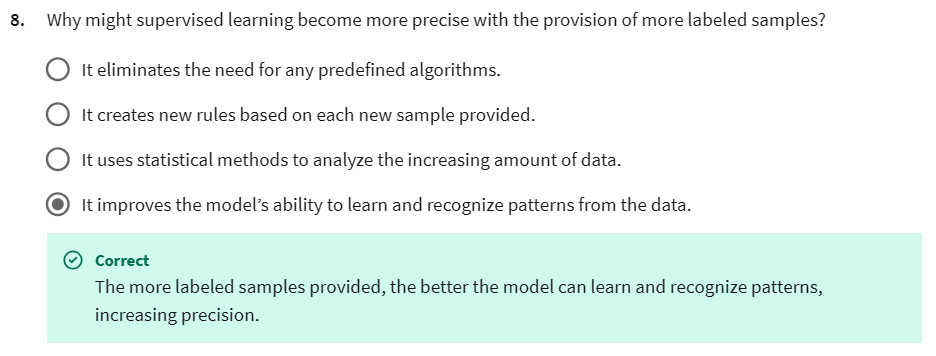 8. Why might supervised learning become more precise with the provision of more labeled samples?
It eliminates the need for any predefined algorithms.
It creates new rules based on each new sample provided.
It uses statistical methods to analyze the increasing amount of data.
It improves the model’s ability to learn and recognize patterns from the data.
Correct
The more labeled samples provided, the better the model can learn and recognize patterns,
increasing precision.